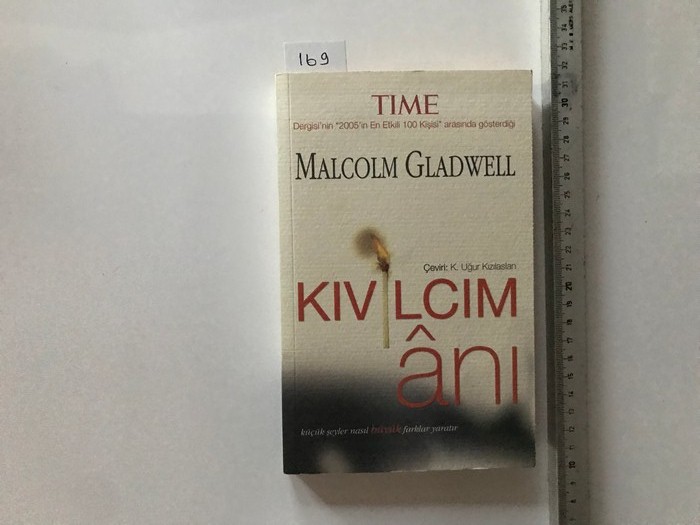 169
TIME
Dergisi'nin "2005'in En Etkili 100 Kişisi" arasında gösterdiği
MALCOLM GLADWELL
Çeviri: K. Uğur Kızılaslan
KIVILCIM
ânı
küçük şeyler nasıl büyük farklar yaratır